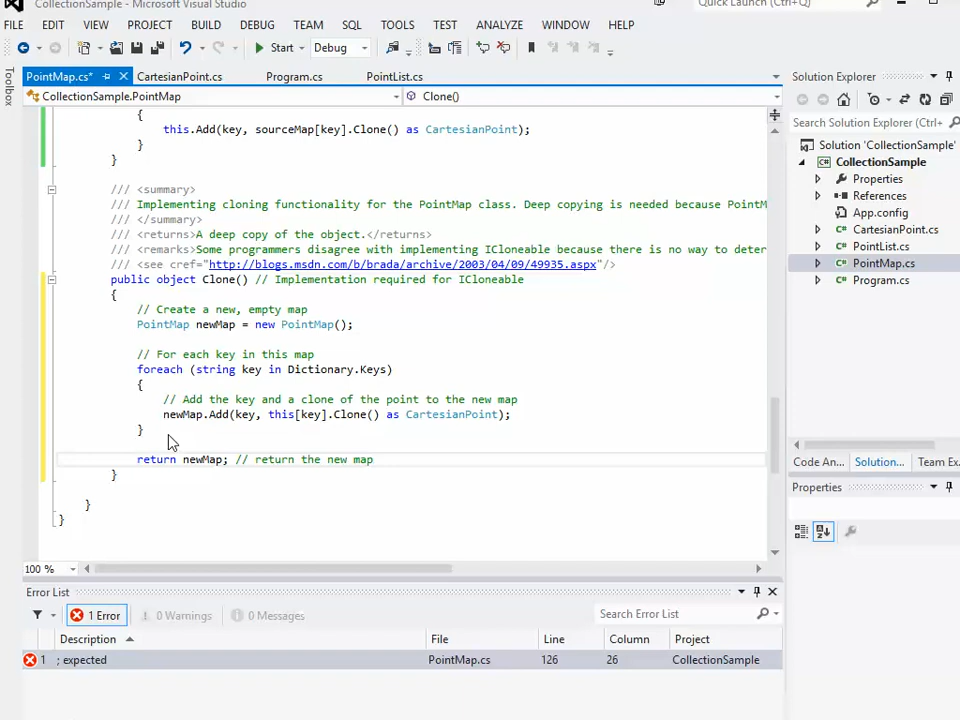 CollectionSample - Microsoft Visual Studio
Quick Launch (Ctrl+Q)
FILE EDIT VIEW PROJECT BUILD DEBUG TEAM SQL TOOLS TEST ANALYZE WINDOW HELP
Start Debug
Toolbox
PointMap.cs* CartesianPoint.cs Program.cs PointList.cs
CollectionSample.PointMap Clone()
{
this.Add(key, sourceMap[key].Clone() as CartesianPoint);
}
}
/// <summary>
/// Implementing cloning functionality for the PointMap class. Deep copying is needed because PointM
/// </summary>
/// <returns>A deep copy of the object.</returns>
/// <remarks>Some programmers disagree with implementing ICloneable because there is no way to deter
/// <see cref="http://blogs.msdn.com/b/brada/archive/2003/04/09/49935.aspx"/>
public object Clone() // Implementation required for ICloneable
{
// Create a new, empty map
PointMap newMap = new PointMap();
// For each key in this map
foreach (string key in Dictionary.Keys)
{
// Add the key and a clone of the point to the new map
newMap.Add(key, this[key].Clone() as CartesianPoint);
}
return newMap; // return the new map
}
}
}
100 %
Solution Explorer
Search Solution Explorer (Ctrl+
Solution 'CollectionSample'
CollectionSample
Properties
References
App.config
CartesianPoint.cs
PointList.cs
PointMap.cs
Program.cs
Code An... Solution... Team Ex...
Properties
Error List
1 Error 0 Warnings 0 Messages Search Error List
Description File Line Column Project
1 ; expected PointMap.cs 126 26 CollectionSample